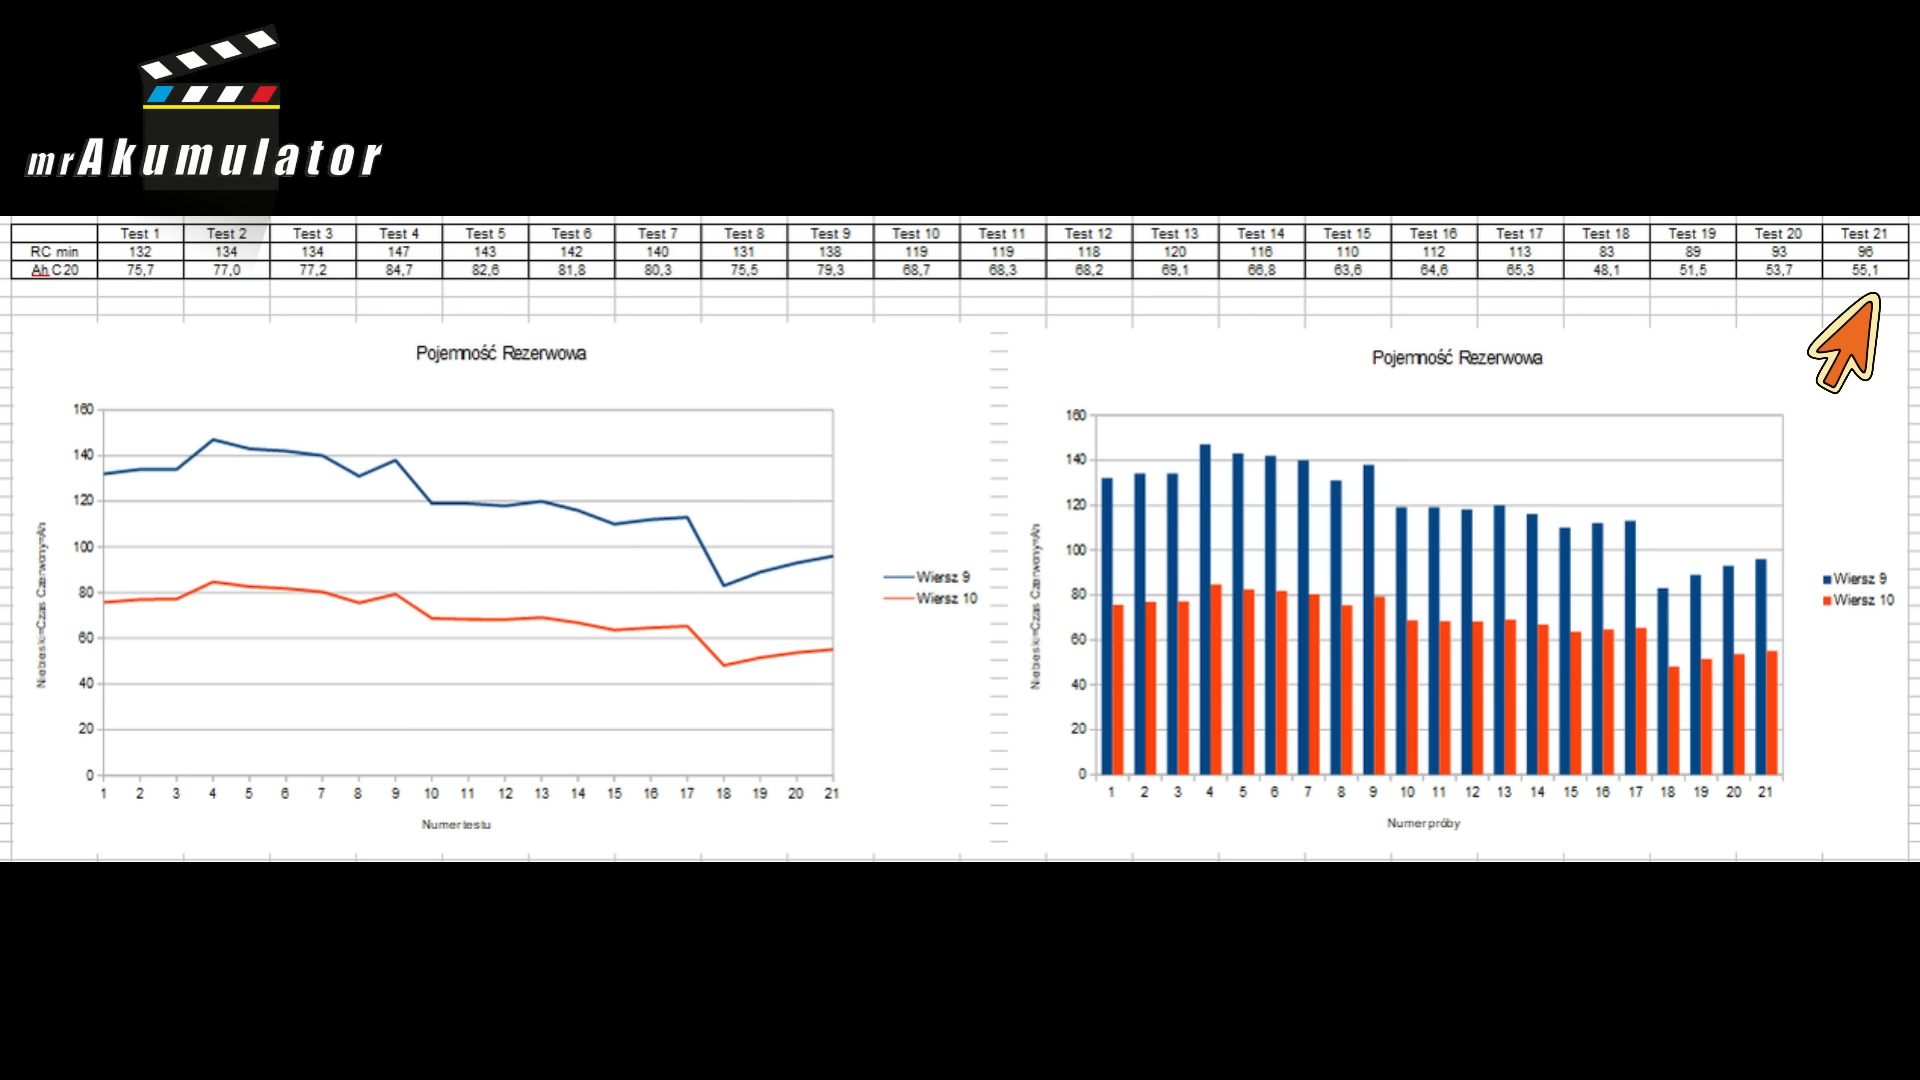 mrAkumulator
Test 1 Test 2 Test 3 Test 4 Test 5 Test 6 Test 7 Test 8 Test 9 Test 10 Test 11 Test 12 Test 13 Test 14 Test 15 Test 16 Test 17 Test 18 Test 19 Test 20 Test 21
RC min 132 134 134 147 143 142 140 131 138 119 119 118 120 116 110 112 113 83 89 93 96
Ah C20 75,7 77,0 77,2 84,7 82,6 81,8 80,3 75,5 79,3 68,7 68,3 68,2 69,1 66,8 63,6 64,6 65,3 48,1 51,5 53,7 55,1
Pojemność Rezerwowa
160
140
120
100
80
60
40
20
0
1 2 3 4 5 6 7 8 9 10 11 12 13 14 15 16 17 18 19 20 21
Niebieski=Czas Czerwony=Ah
Numer testu
Wiersz 9
Wiersz 10
Pojemność Rezerwowa
160
140
120
100
80
60
40
20
0
1 2 3 4 5 6 7 8 9 10 11 12 13 14 15 16 17 18 19 20 21
Niebieski=Czas Czerwony=Ah
Numer próby
Wiersz 9
Wiersz 10